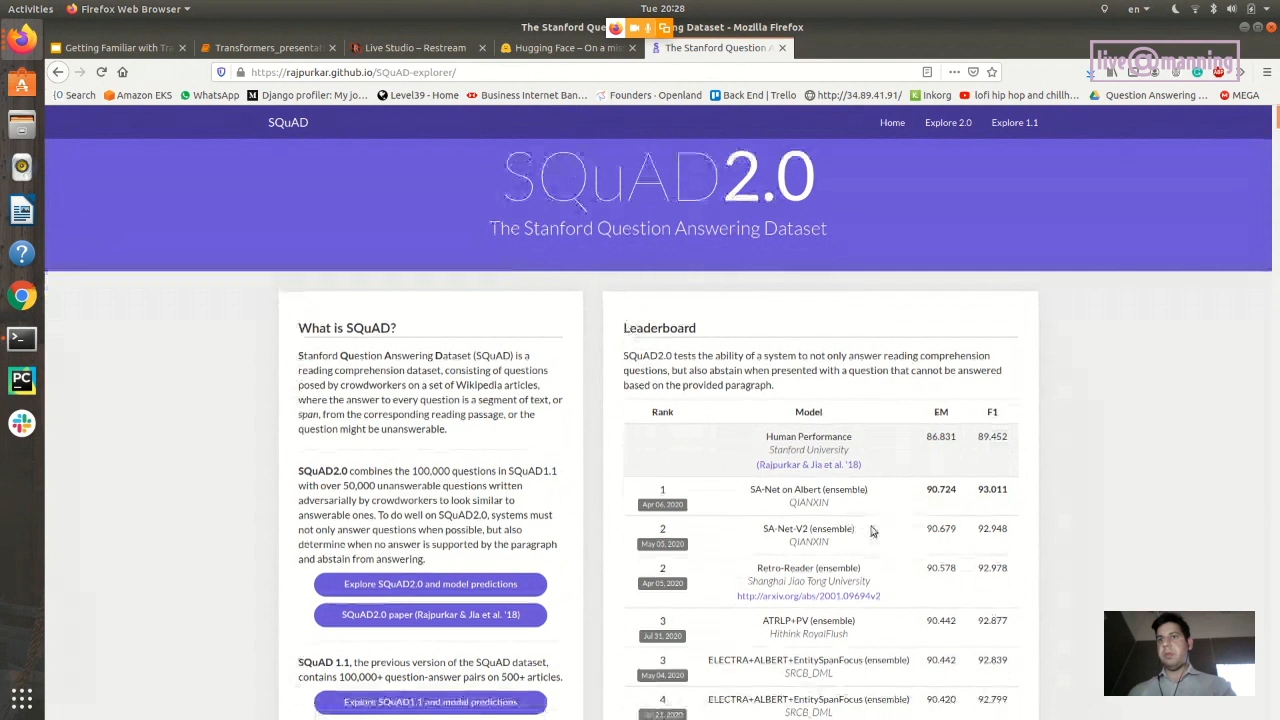 Activities
Firefox Web Browser
Tue 20:28
The Stanford Qu
ng Dataset - Mozilla Firefox
Getting Familiar with Tra
Transformers_presentat
Live Studio – Restream
Hugging Face – On a mis
The Stanford Question A
https://rajpurkar.github.io/SQuAD-explorer/
live@manning
Search
Amazon EKS
WhatsApp
Django profiler: My jo...
Level39 - Home
Business Internet Ban...
Founders · Openland
Back End | Trello
http://34.89.41.91/
Inkorg
lofi hip hop and chillh...
Question Answering ...
MEGA
SQuAD
Home
Explore 2.0
Explore 1.1
SQuAD2.0
The Stanford Question Answering Dataset
What is SQuAD?
Stanford Question Answering Dataset (SQuAD) is a
reading comprehension dataset, consisting of questions
posed by crowdworkers on a set of Wikipedia articles,
where the answer to every question is a segment of text, or
span, from the corresponding reading passage, or the
question might be unanswerable.
SQuAD2.0 combines the 100,000 questions in SQuAD1.1
with over 50,000 unanswerable questions written
adversarially by crowdworkers to look similar to
answerable ones. To do well on SQuAD2.0, systems must
not only answer questions when possible, but also
determine when no answer is supported by the paragraph
and abstain from answering.
Explore SQuAD2.0 and model predictions
SQuAD2.0 paper (Rajpurkar & Jia et al. '18)
SQuAD 1.1, the previous version of the SQuAD dataset,
contains 100,000+ question-answer pairs on 500+ articles.
Explore SQuAD1.1 and model predictions
Leaderboard
SQuAD2.0 tests the ability of a system to not only answer reading comprehension
questions, but also abstain when presented with a question that cannot be answered
based on the provided paragraph.
Rank Model EM F1
Human Performance 86.831 89.452
Stanford University
(Rajpurkar & Jia et al. '18)
1 SA-Net on Albert (ensemble) 90.724 93.011
Apr 06, 2020 QIANXIN
2 SA-Net-V2 (ensemble) 90.679 92.948
May 05, 2020 QIANXIN
2 Retro-Reader (ensemble) 90.578 92.978
Apr 05, 2020 Shanghai Jiao Tong University
http://arxiv.org/abs/2001.09694v2
3 ATRLP+PV (ensemble) 90.442 92.877
Jul 31, 2020 Hithink RoyalFlush
3 ELECTRA+ALBERT+EntitySpanFocus (ensemble) 90.442 92.839
May 04, 2020 SRCB_DML
4 ELECTRA+ALBERT+EntitySpanFocus (ensemble) 90.420 92.799
21, 2020 SRCB_DML